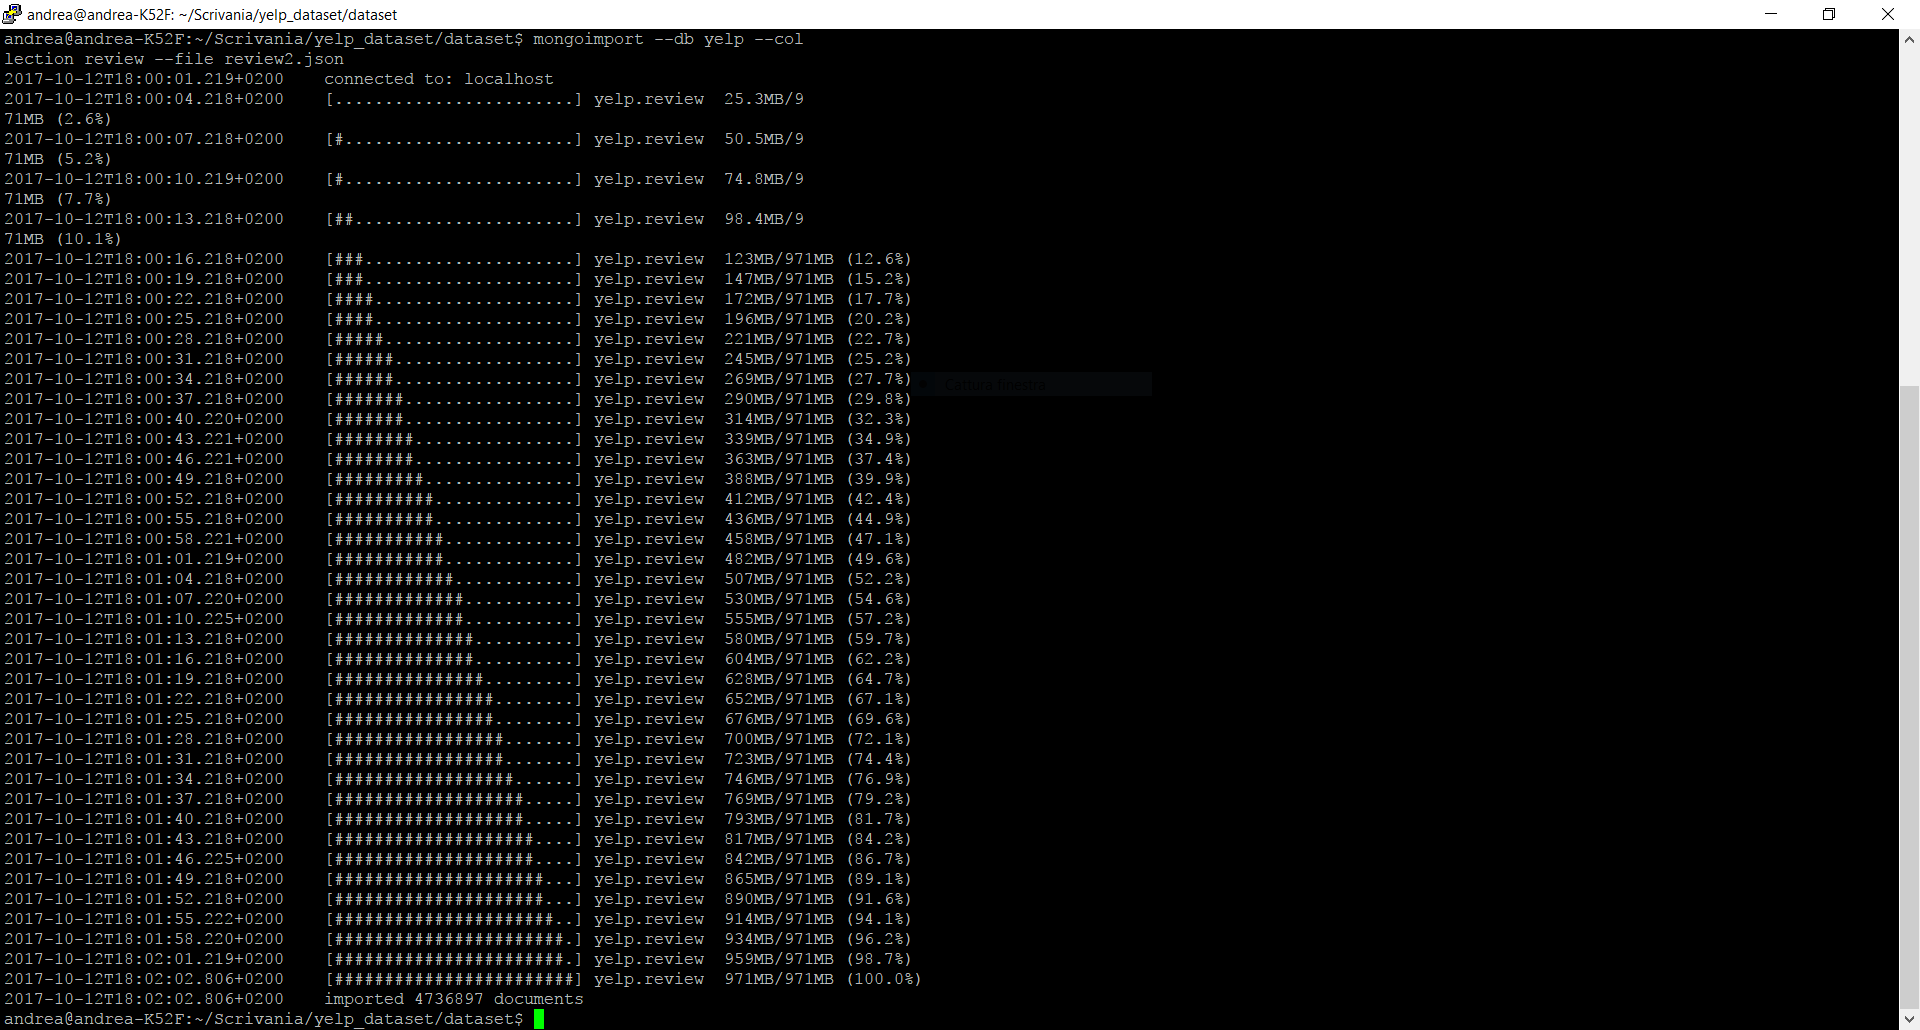 andrea@andrea-K52F: ~/Scrivania/yelp_dataset/dataset
andrea@andrea-K52F:~/Scrivania/yelp_dataset/dataset$ mongoimport --db yelp --col
lection review --file review2.json
2017-10-12T18:00:01.219+0200    connected to: localhost
2017-10-12T18:00:04.218+0200    [........................] yelp.review  25.3MB/9
71MB (2.6%)
2017-10-12T18:00:07.218+0200    [#.......................] yelp.review  50.5MB/9
71MB (5.2%)
2017-10-12T18:00:10.219+0200    [#.......................] yelp.review  74.8MB/9
71MB (7.7%)
2017-10-12T18:00:13.218+0200    [##......................] yelp.review  98.4MB/9
71MB (10.1%)
2017-10-12T18:00:16.218+0200    [###.....................] yelp.review  123MB/971MB (12.6%)
2017-10-12T18:00:19.218+0200    [###.....................] yelp.review  147MB/971MB (15.2%)
2017-10-12T18:00:22.218+0200    [####....................] yelp.review  172MB/971MB (17.7%)
2017-10-12T18:00:25.218+0200    [####....................] yelp.review  196MB/971MB (20.2%)
2017-10-12T18:00:28.218+0200    [#####...................] yelp.review  221MB/971MB (22.7%)
2017-10-12T18:00:31.218+0200    [######..................] yelp.review  245MB/971MB (25.2%)
2017-10-12T18:00:34.218+0200    [######..................] yelp.review  269MB/971MB (27.7%)
Cattura finestra
2017-10-12T18:00:37.218+0200    [#######.................] yelp.review  290MB/971MB (29.8%)
2017-10-12T18:00:40.220+0200    [#######.................] yelp.review  314MB/971MB (32.3%)
2017-10-12T18:00:43.221+0200    [########................] yelp.review  339MB/971MB (34.9%)
2017-10-12T18:00:46.221+0200    [########................] yelp.review  363MB/971MB (37.4%)
2017-10-12T18:00:49.218+0200    [#########...............] yelp.review  388MB/971MB (39.9%)
2017-10-12T18:00:52.218+0200    [##########..............] yelp.review  412MB/971MB (42.4%)
2017-10-12T18:00:55.218+0200    [##########..............] yelp.review  436MB/971MB (44.9%)
2017-10-12T18:00:58.221+0200    [###########.............] yelp.review  458MB/971MB (47.1%)
2017-10-12T18:01:01.219+0200    [###########.............] yelp.review  482MB/971MB (49.6%)
2017-10-12T18:01:04.218+0200    [############............] yelp.review  507MB/971MB (52.2%)
2017-10-12T18:01:07.220+0200    [#############...........] yelp.review  530MB/971MB (54.6%)
2017-10-12T18:01:10.225+0200    [#############...........] yelp.review  555MB/971MB (57.2%)
2017-10-12T18:01:13.218+0200    [##############..........] yelp.review  580MB/971MB (59.7%)
2017-10-12T18:01:16.218+0200    [##############..........] yelp.review  604MB/971MB (62.2%)
2017-10-12T18:01:19.218+0200    [###############.........] yelp.review  628MB/971MB (64.7%)
2017-10-12T18:01:22.218+0200    [################........] yelp.review  652MB/971MB (67.1%)
2017-10-12T18:01:25.218+0200    [################........] yelp.review  676MB/971MB (69.6%)
2017-10-12T18:01:28.218+0200    [#################.......] yelp.review  700MB/971MB (72.1%)
2017-10-12T18:01:31.218+0200    [#################.......] yelp.review  723MB/971MB (74.4%)
2017-10-12T18:01:34.218+0200    [##################......] yelp.review  746MB/971MB (76.9%)
2017-10-12T18:01:37.218+0200    [###################.....] yelp.review  769MB/971MB (79.2%)
2017-10-12T18:01:40.218+0200    [###################.....] yelp.review  793MB/971MB (81.7%)
2017-10-12T18:01:43.218+0200    [####################....] yelp.review  817MB/971MB (84.2%)
2017-10-12T18:01:46.225+0200    [####################....] yelp.review  842MB/971MB (86.7%)
2017-10-12T18:01:49.218+0200    [#####################...] yelp.review  865MB/971MB (89.1%)
2017-10-12T18:01:52.218+0200    [#####################...] yelp.review  890MB/971MB (91.6%)
2017-10-12T18:01:55.222+0200    [######################..] yelp.review  914MB/971MB (94.1%)
2017-10-12T18:01:58.220+0200    [#######################.] yelp.review  934MB/971MB (96.2%)
2017-10-12T18:02:01.219+0200    [#######################.] yelp.review  959MB/971MB (98.7%)
2017-10-12T18:02:02.806+0200    [########################] yelp.review  971MB/971MB (100.0%)
2017-10-12T18:02:02.806+0200    imported 4736897 documents
andrea@andrea-K52F:~/Scrivania/yelp_dataset/dataset$